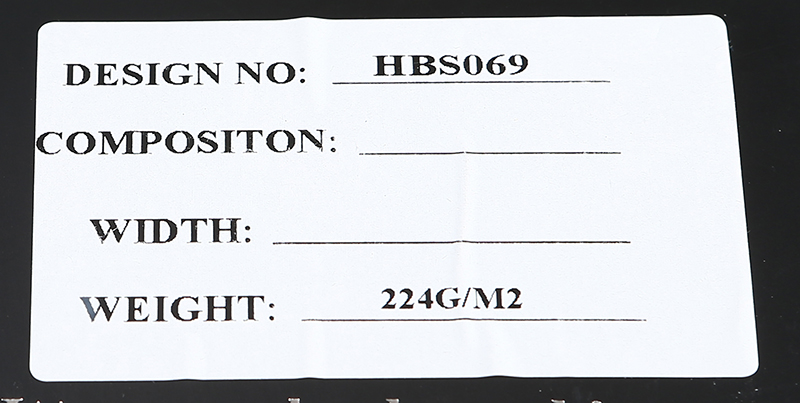 DESIGN NO: HBS069
COMPOSITON:
WIDTH:
WEIGHT: 224G/M2